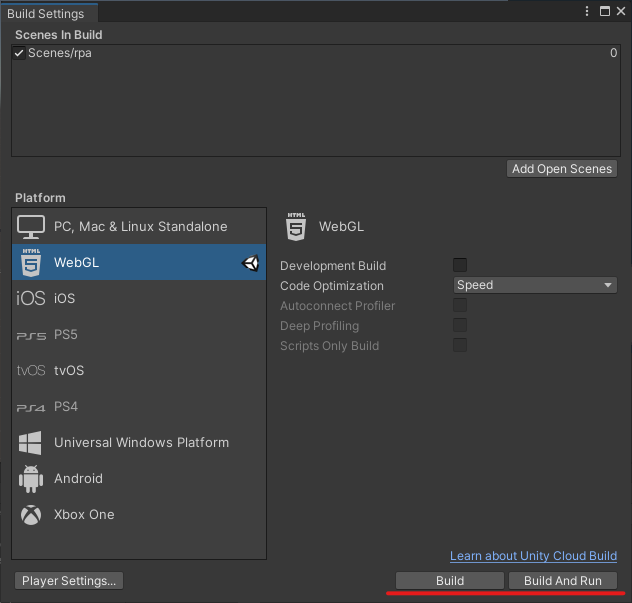 Build Settings
Scenes In Build
Scenes/rpa 0
Add Open Scenes
Platform
PC, Mac & Linux Standalone
HTML 5 WebGL
iOS iOS
PS5 PS5
tvOS tvOS
PS4 PS4
Universal Windows Platform
Android
Xbox One
HTML 5 WebGL
Development Build
Code Optimization Speed
Autoconnect Profiler
Deep Profiling
Scripts Only Build
Learn about Unity Cloud Build
Player Settings... Build Build And Run